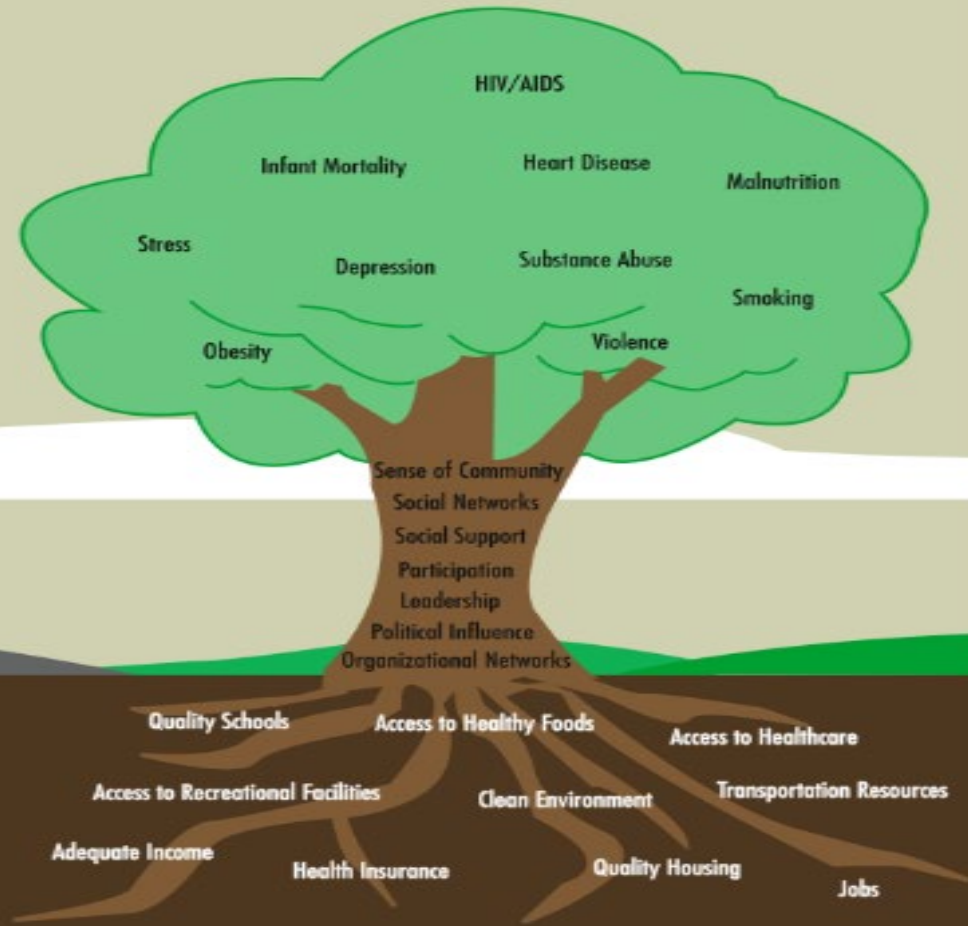 HIV/AIDS
Infant Mortality
Heart Disease
Malnutrition
Stress
Depression
Substance Abuse
Smoking
Obesity
Violence
Sense of Community
Social Networks
Social Support
Participation
Leadership
Political Influence
Organizational Networks
Quality Schools
Access to Healthy Foods
Access to Healthcare
Access to Recreational Facilities
Clean Environment
Transportation Resources
Adequate Income
Health Insurance
Quality Housing
Jobs